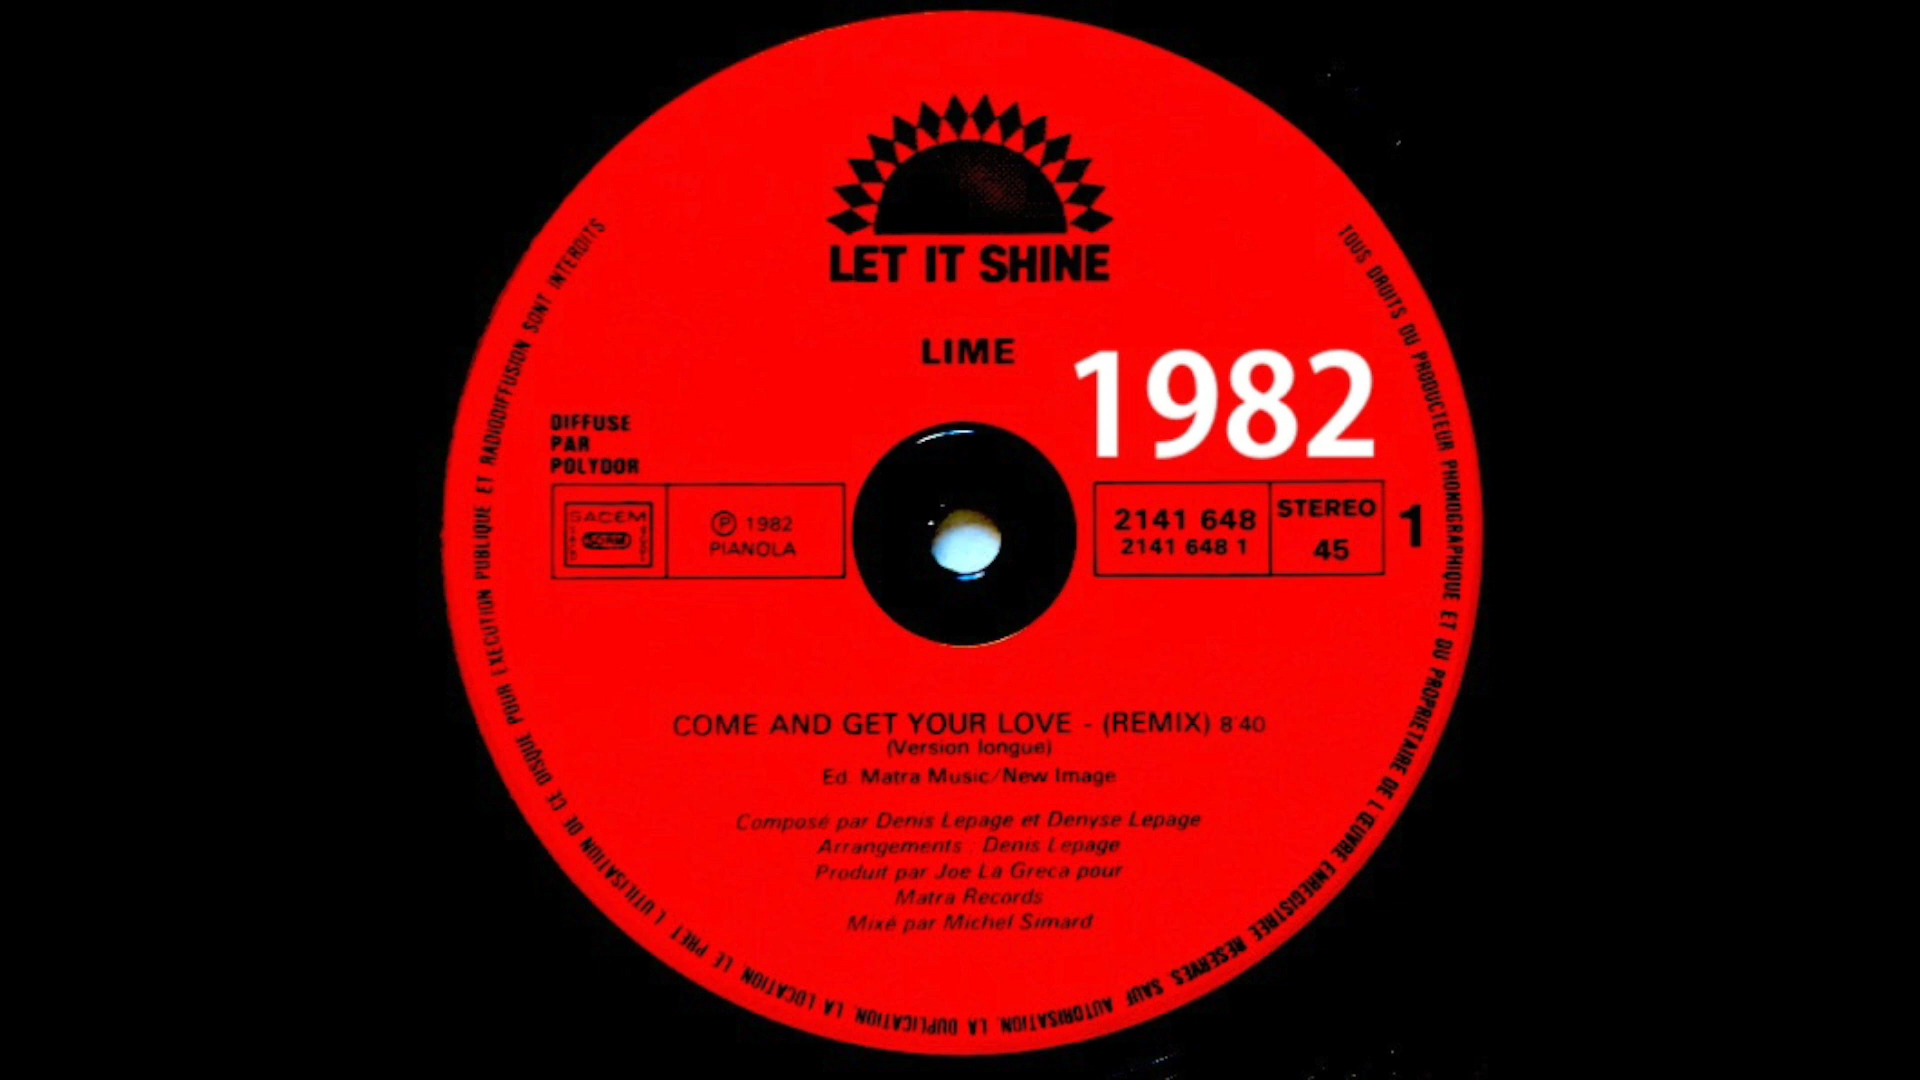 LET IT SHINE
LIME
1982
DIFFUSE
PAR
POLYDOR
SACEM
Ⓟ 1982
PIANOLA
2141 648
2141 648 1
STEREO
45
1
COME AND GET YOUR LOVE - (REMIX) 8'40
(Version longue)
Ed. Matra Music/New Image
Composé par Denis Lepage et Denyse Lepage
Arrangements : Denis Lepage
Produit par Joe La Greca pour
Matra Records
Mixé par Michel Simard
TOUS DROITS DU PRODUCTEUR PHONOGRAPHIQUE ET DU PROPRIETAIRE DE L'ŒUVRE ENREGISTREE RESERVES. SAUF AUTORISATION, LA DUPLICATION, LA LOCATION, LE PRET, L'UTILISATION DE CE DISQUE POUR EXECUTION PUBLIQUE ET RADIODIFFUSION SONT INTERDITS